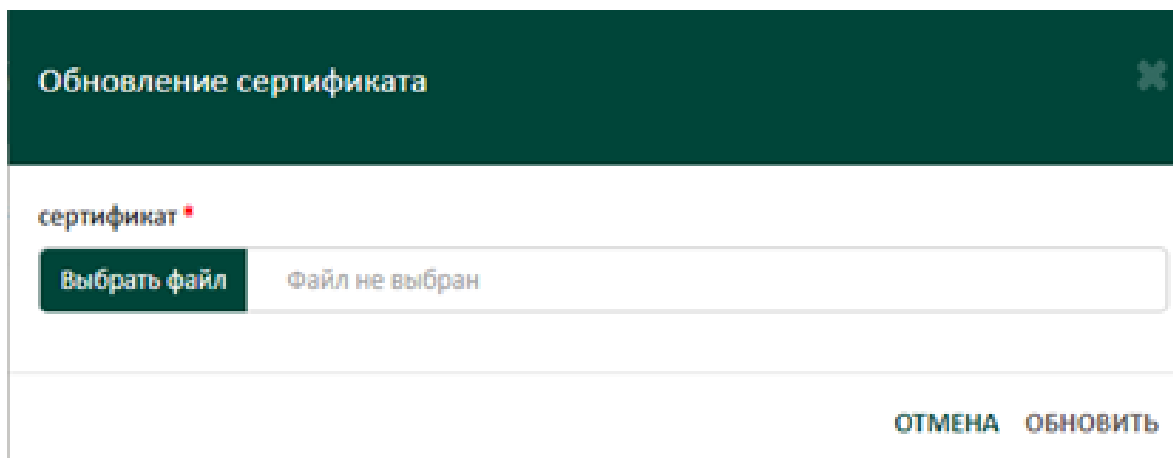 Обновление сертификата
сертификат *
Выбрать файл Файл не выбран
ОТМЕНА ОБНОВИТЬ